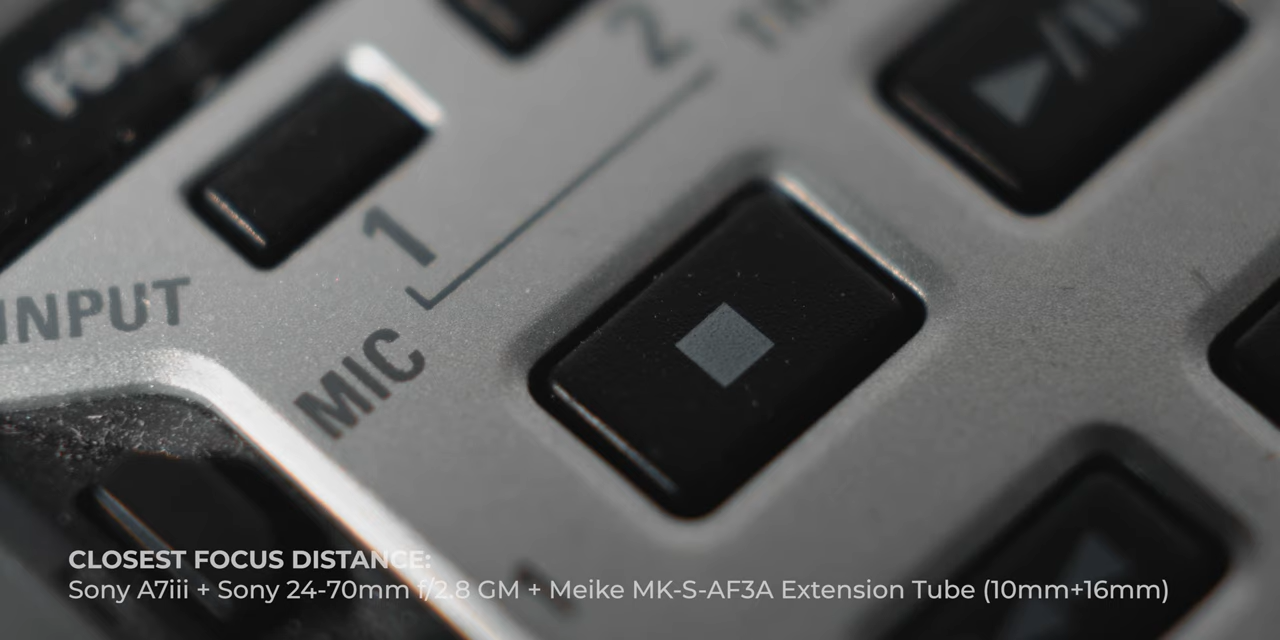 2
1
INPUT
MIC
CLOSEST FOCUS DISTANCE:
Sony A7iii + Sony 24-70mm f/2.8 GM + Meike MK-S-AF3A Extension Tube (10mm+16mm)